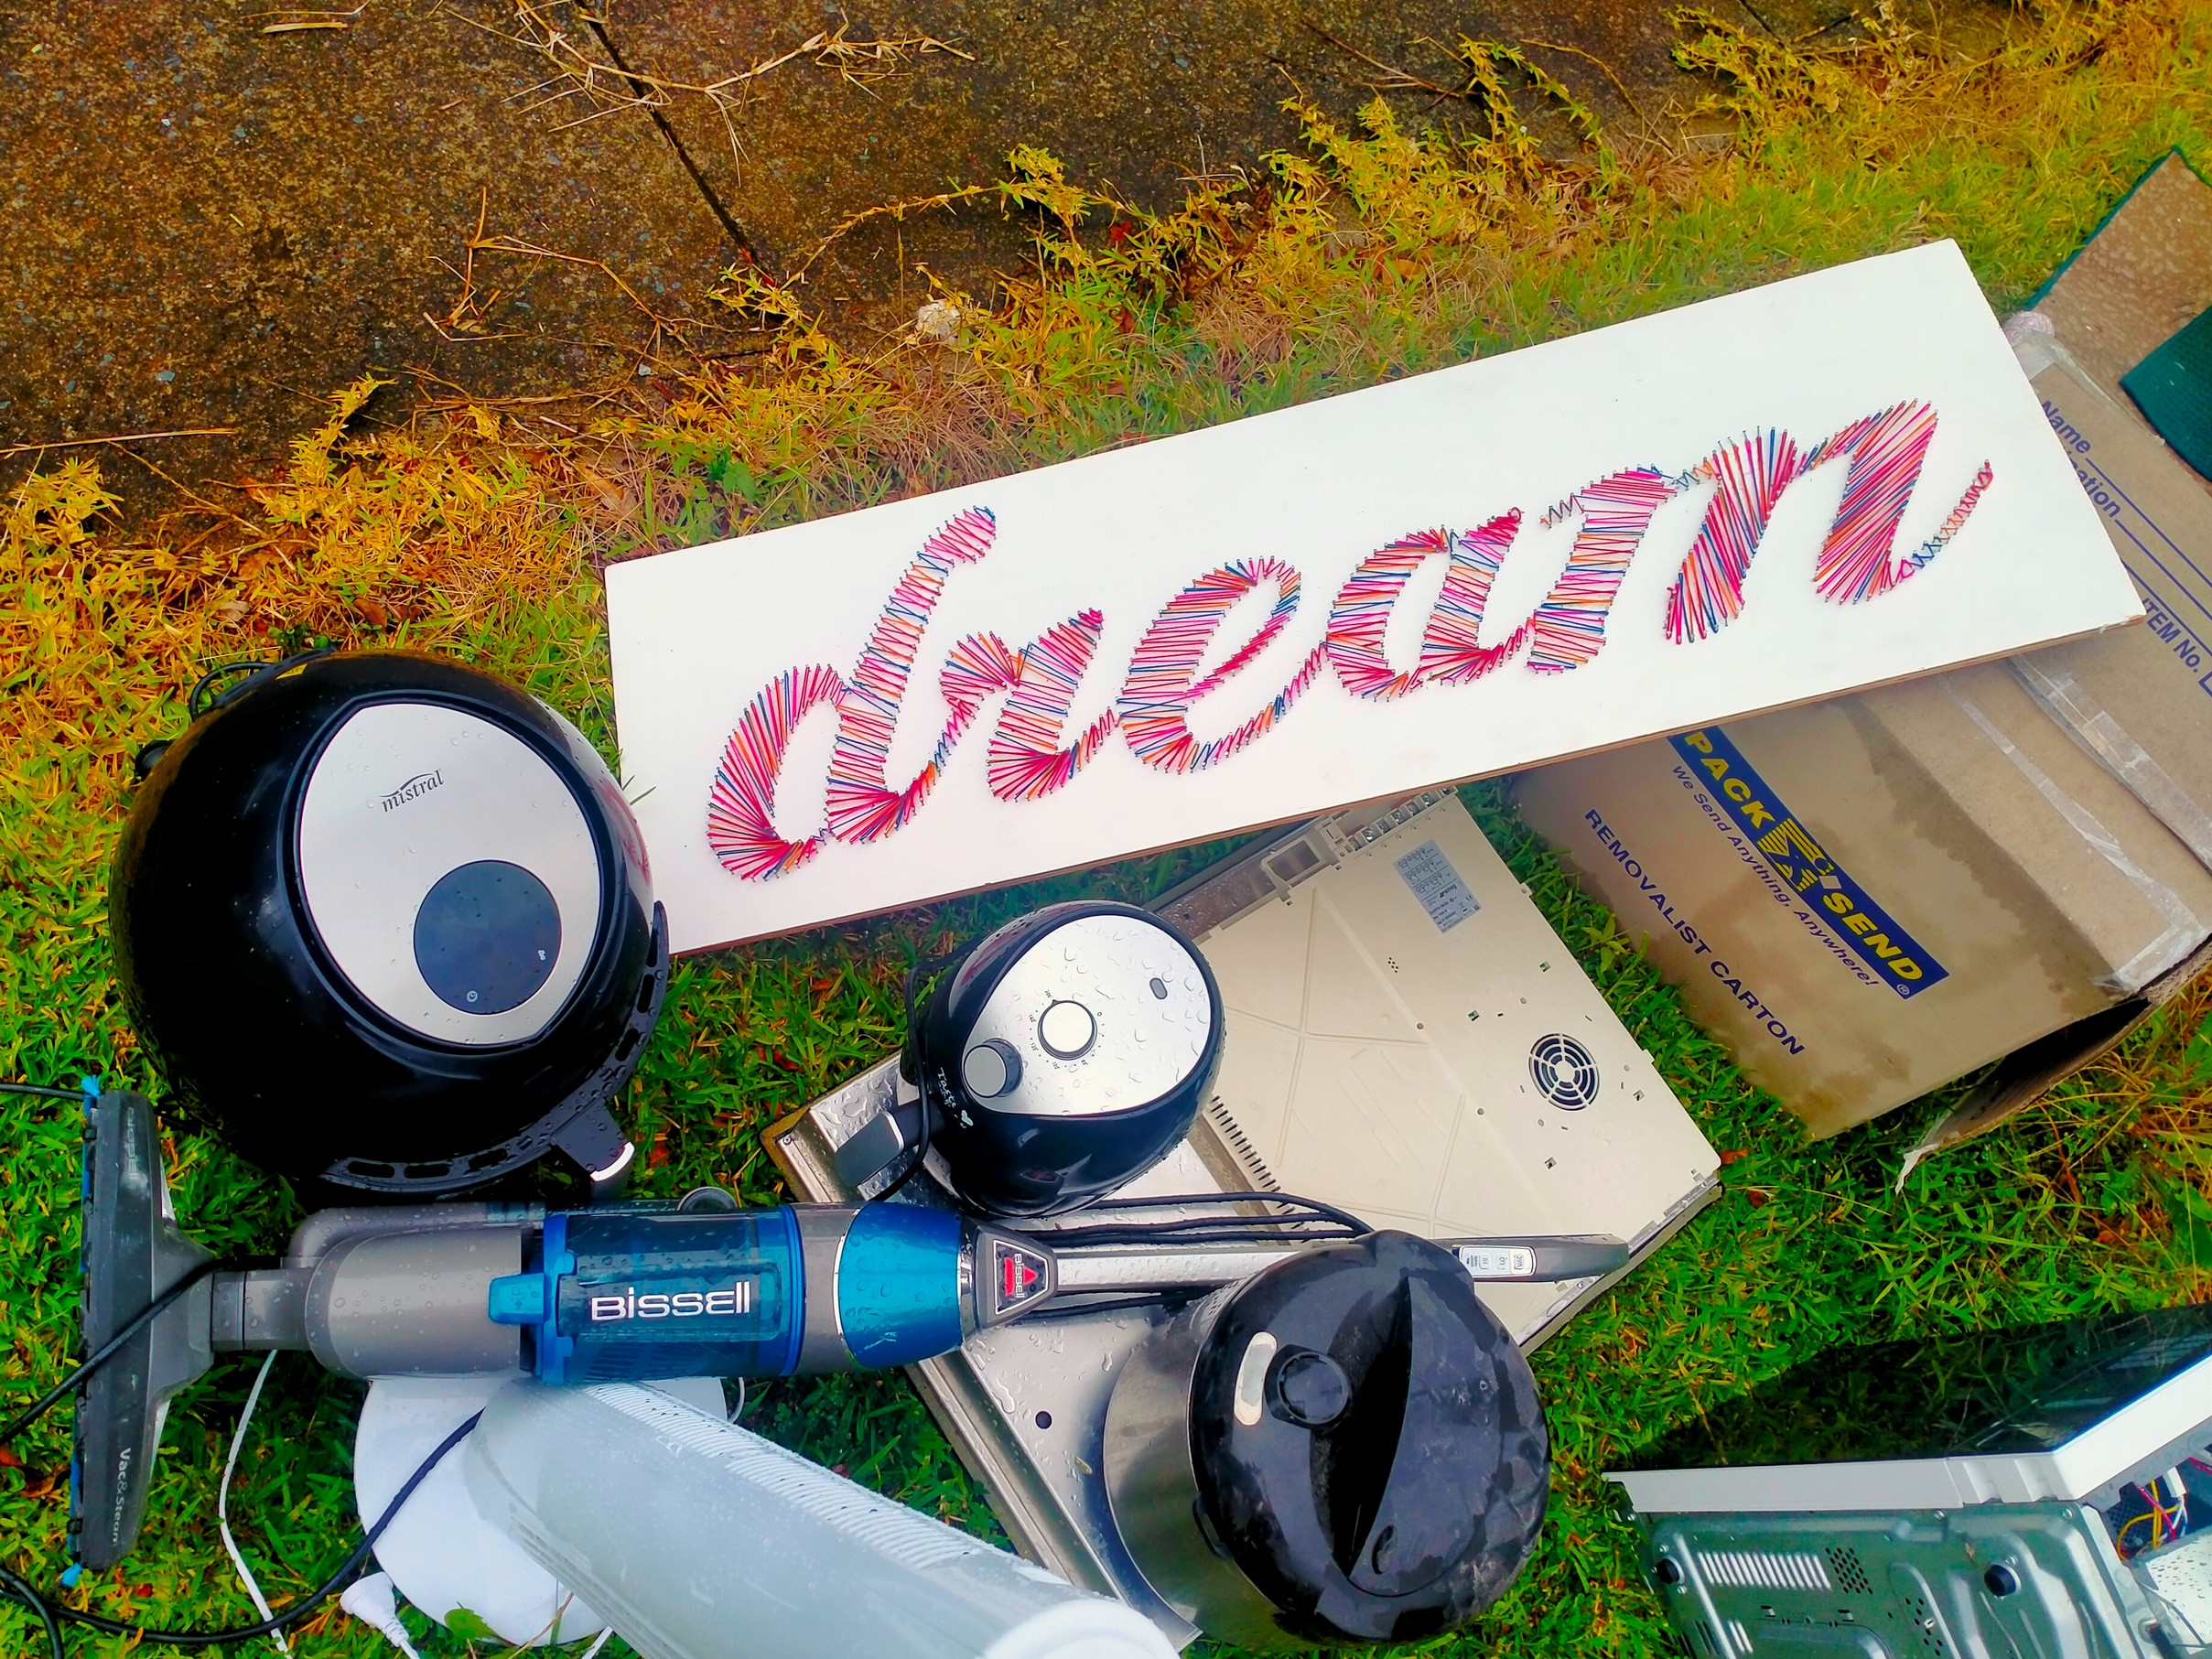 dream
mistral
Name
ITEM No.
PACK & SEND®
We Send Anything, Anywhere!
REMOVALIST CARTON
BISSELL
BISSELL
Vac&Steam